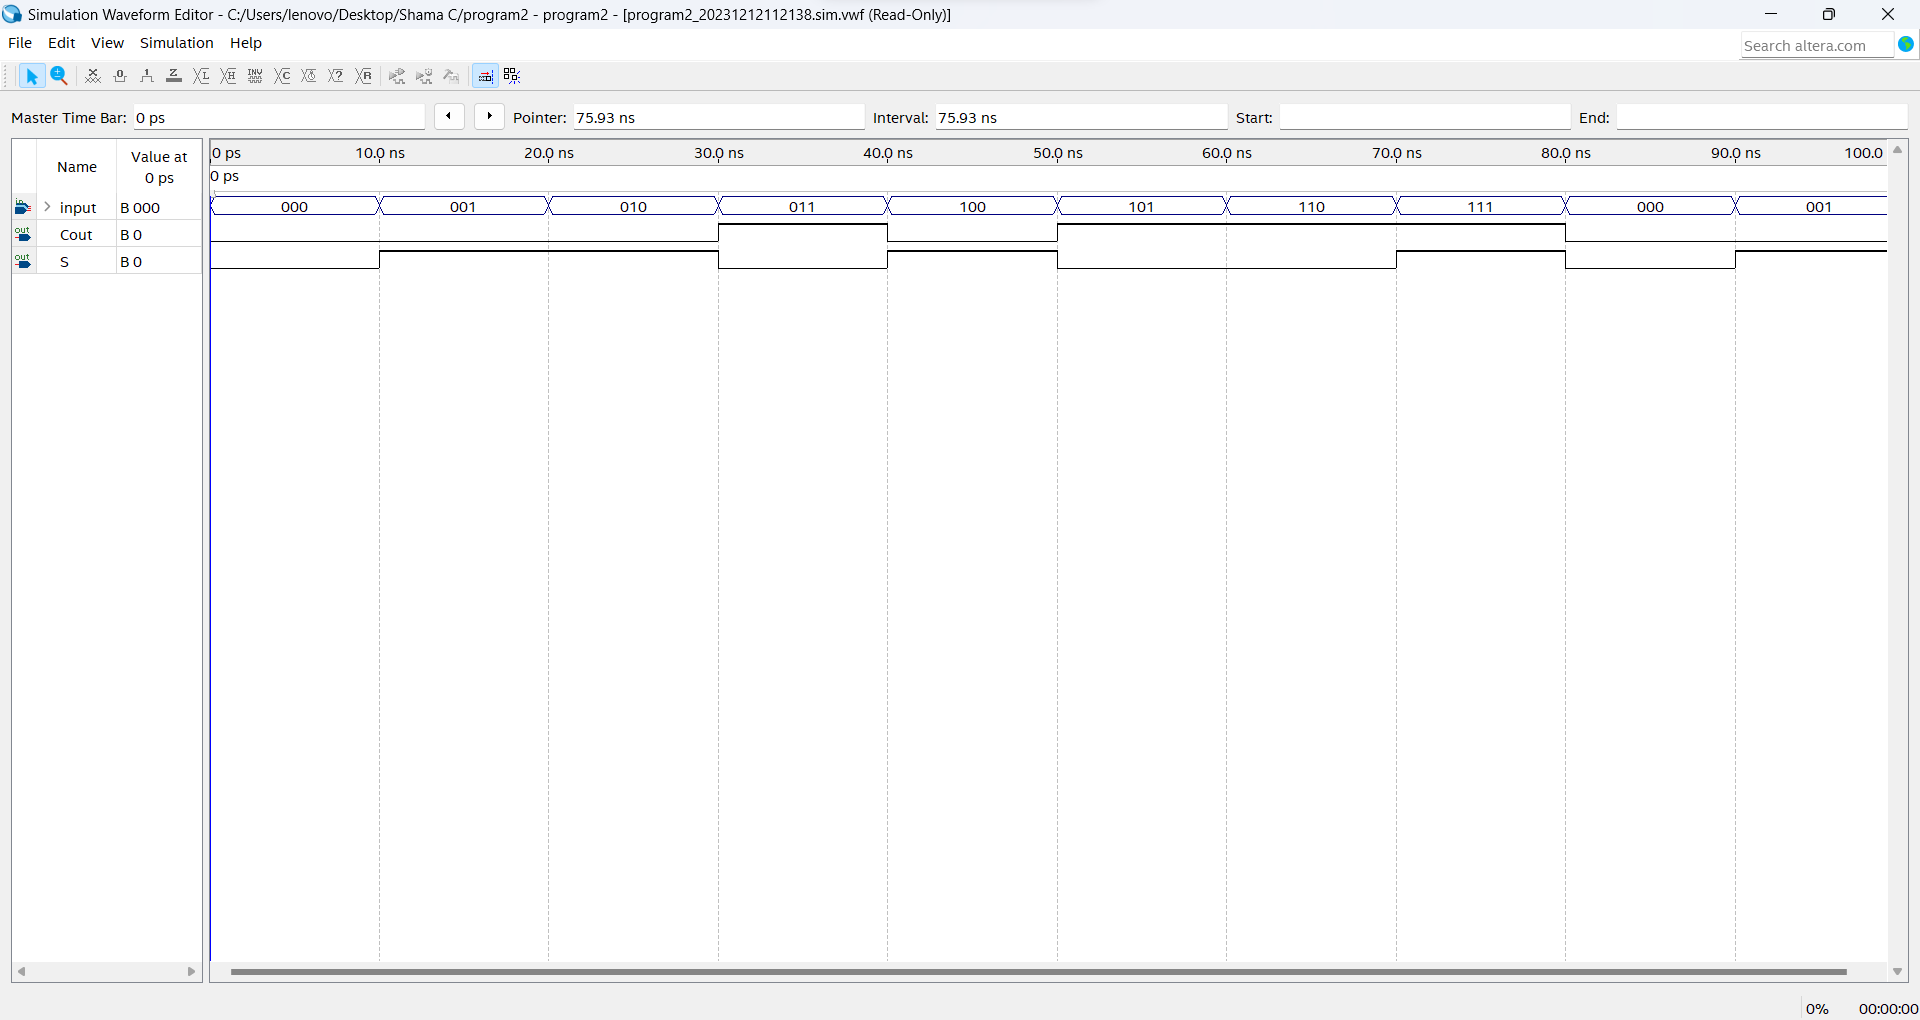 Simulation Waveform Editor - C:/Users/lenovo/Desktop/Shama C/program2 - program2 - [program2_20231212112138.sim.vwf (Read-Only)]
File Edit View Simulation Help
Search altera.com
Master Time Bar: 0 ps Pointer: 75.93 ns Interval: 75.93 ns Start: End:
Name Value at 0 ps
0 ps 10.0 ns 20.0 ns 30.0 ns 40.0 ns 50.0 ns 60.0 ns 70.0 ns 80.0 ns 90.0 ns 100.0
0 ps
in input B 000 000 001 010 011 100 101 110 111 000 001
out Cout B 0
out S B 0
0% 00:00:00